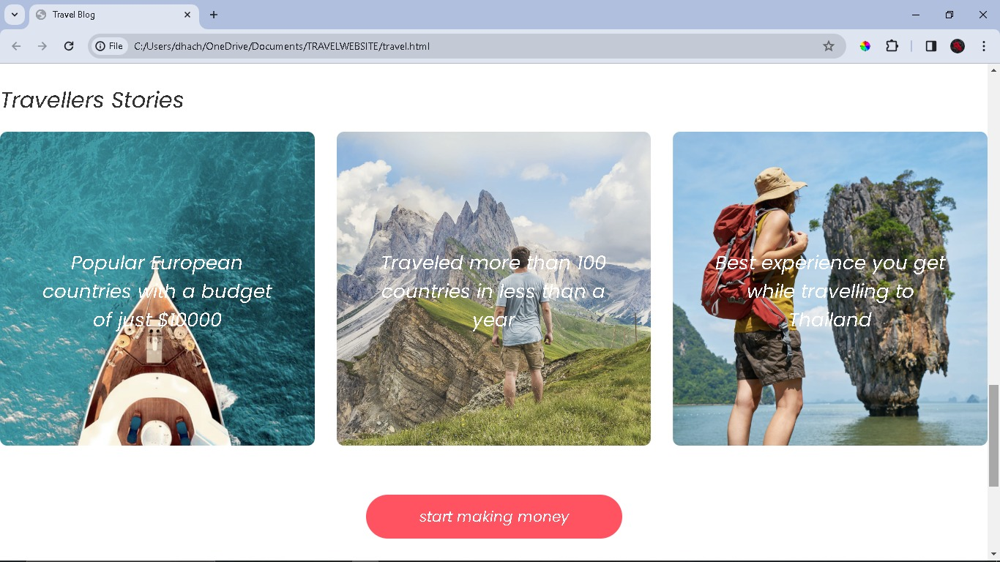 Travel Blog
File
C:/Users/dhach/OneDrive/Documents/TRAVELWEBSITE/travel.html
Travellers Stories
Popular European
countries with a budget
of just $10000
Traveled more than 100
countries in less than a
year
Best experience you get
while travelling to
Thailand
start making money